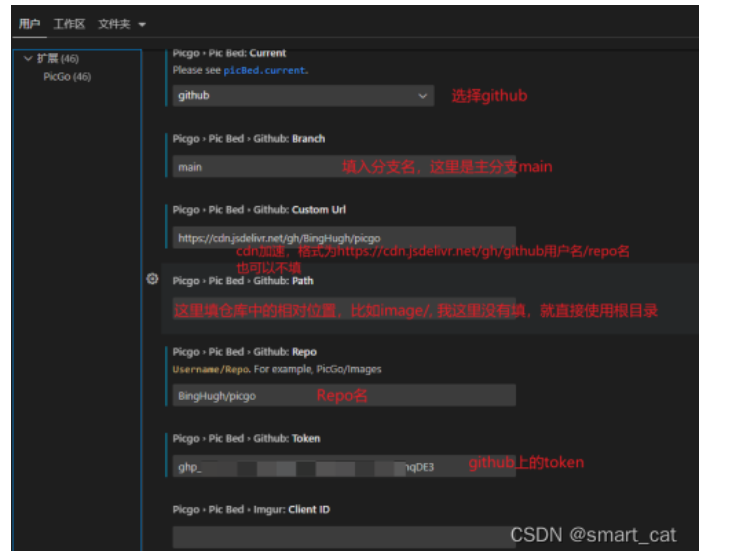 用户 工作区 文件夹
扩展 (46)
PicGo (46)
Picgo › Pic Bed: Current
Please see picBed.current.
github
选择github
Picgo › Pic Bed › Github: Branch
main
填入分支名，这里是主分支main
Picgo › Pic Bed › Github: Custom Url
https://cdn.jsdelivr.net/gh/BingHugh/picgo
cdn加速，格式为https://cdn.jsdelivr.net/gh/github用户名/repo名
也可以不填
Picgo › Pic Bed › Github: Path
这里填仓库中的相对位置，比如image/, 我这里没有填，就直接使用根目录
Picgo › Pic Bed › Github: Repo
Username/Repo. For example, PicGo/Images
BingHugh/picgo
Repo名
Picgo › Pic Bed › Github: Token
ghp_ qDE3
github上的token
Picgo › Pic Bed › Imgur: Client ID
CSDN @smart_cat